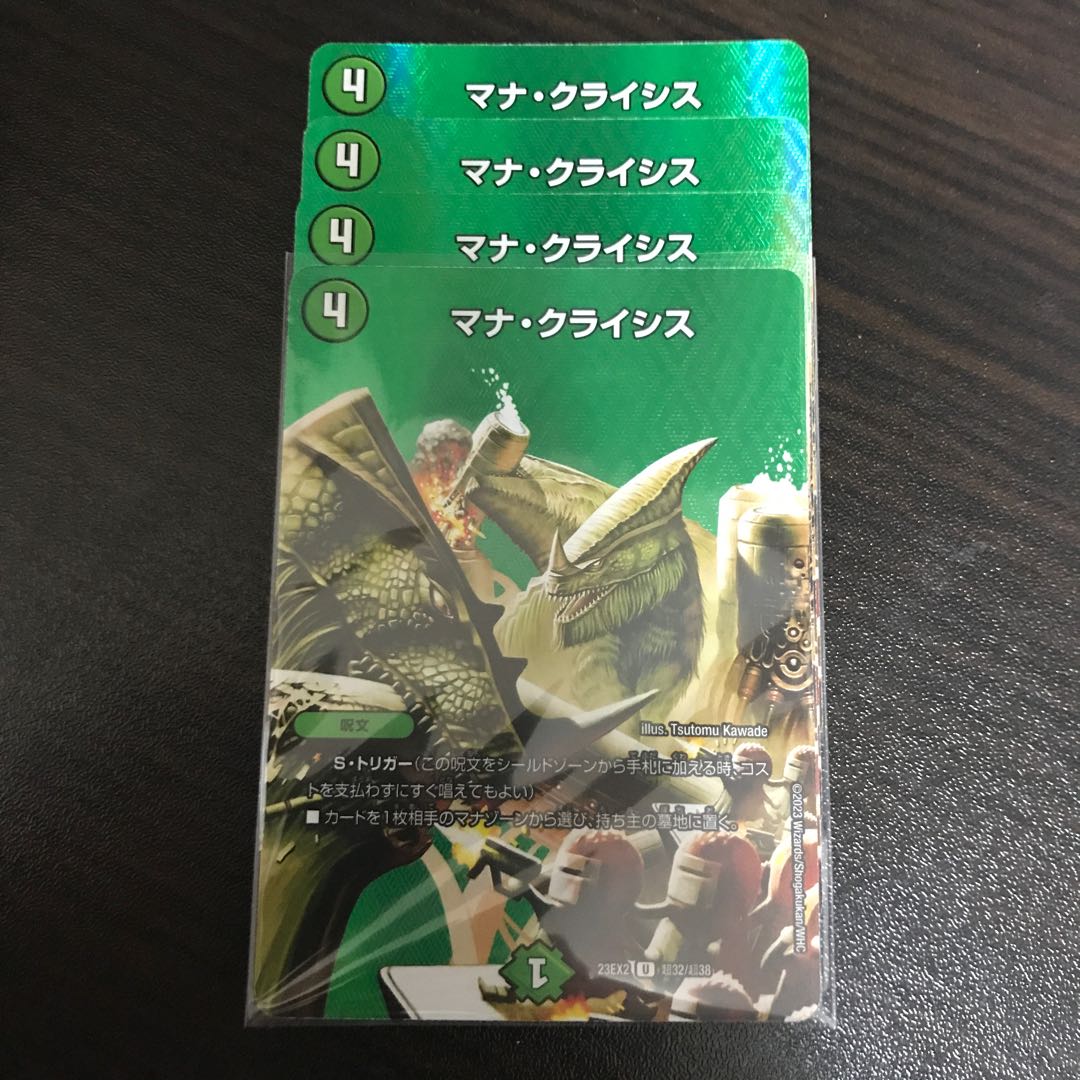 4 マナ・クライシス
4 マナ・クライシス
4 マナ・クライシス
4 マナ・クライシス
呪文
illus. Tsutomu Kawade
S・トリガー(この呪文をシールドゾーンから手札に加える時、コス
トを支払わずにすぐ唱えてもよい)
■ カードを1枚相手のマナゾーンから選び、持ち主の墓地に置く。
©2023 Wizards/Shogakukan/WHC
1
23EX2 U 超32/超38